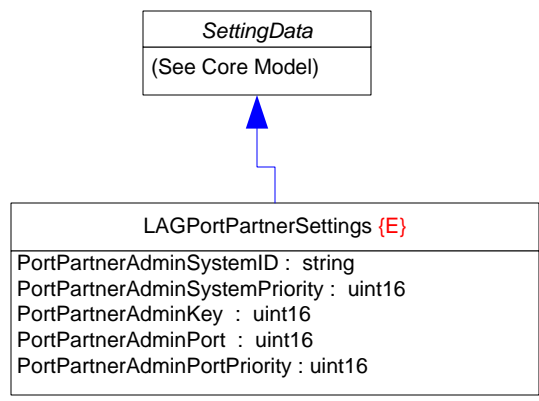 SettingData
(See Core Model)
LAGPortPartnerSettings {E}
PortPartnerAdminSystemID : string
PortPartnerAdminSystemPriority : uint16
PortPartnerAdminKey : uint16
PortPartnerAdminPort : uint16
PortPartnerAdminPortPriority : uint16